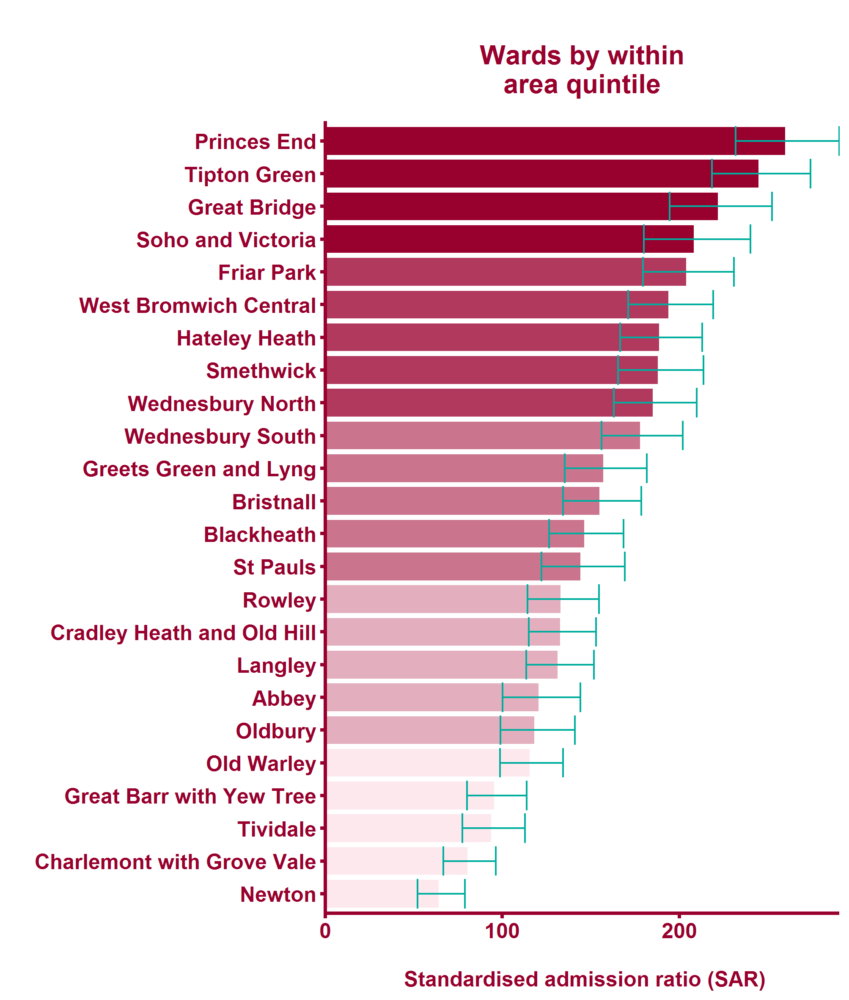 Wards by within
area quintile
Princes End
Tipton Green
Great Bridge
Soho and Victoria
Friar Park
West Bromwich Central
Hateley Heath
Smethwick
Wednesbury North
Wednesbury South
Greets Green and Lyng
Bristnall
Blackheath
St Pauls
Rowley
Cradley Heath and Old Hill
Langley
Abbey
Oldbury
Old Warley
Great Barr with Yew Tree
Tividale
Charlemont with Grove Vale
Newton
0 100 200
Standardised admission ratio (SAR)